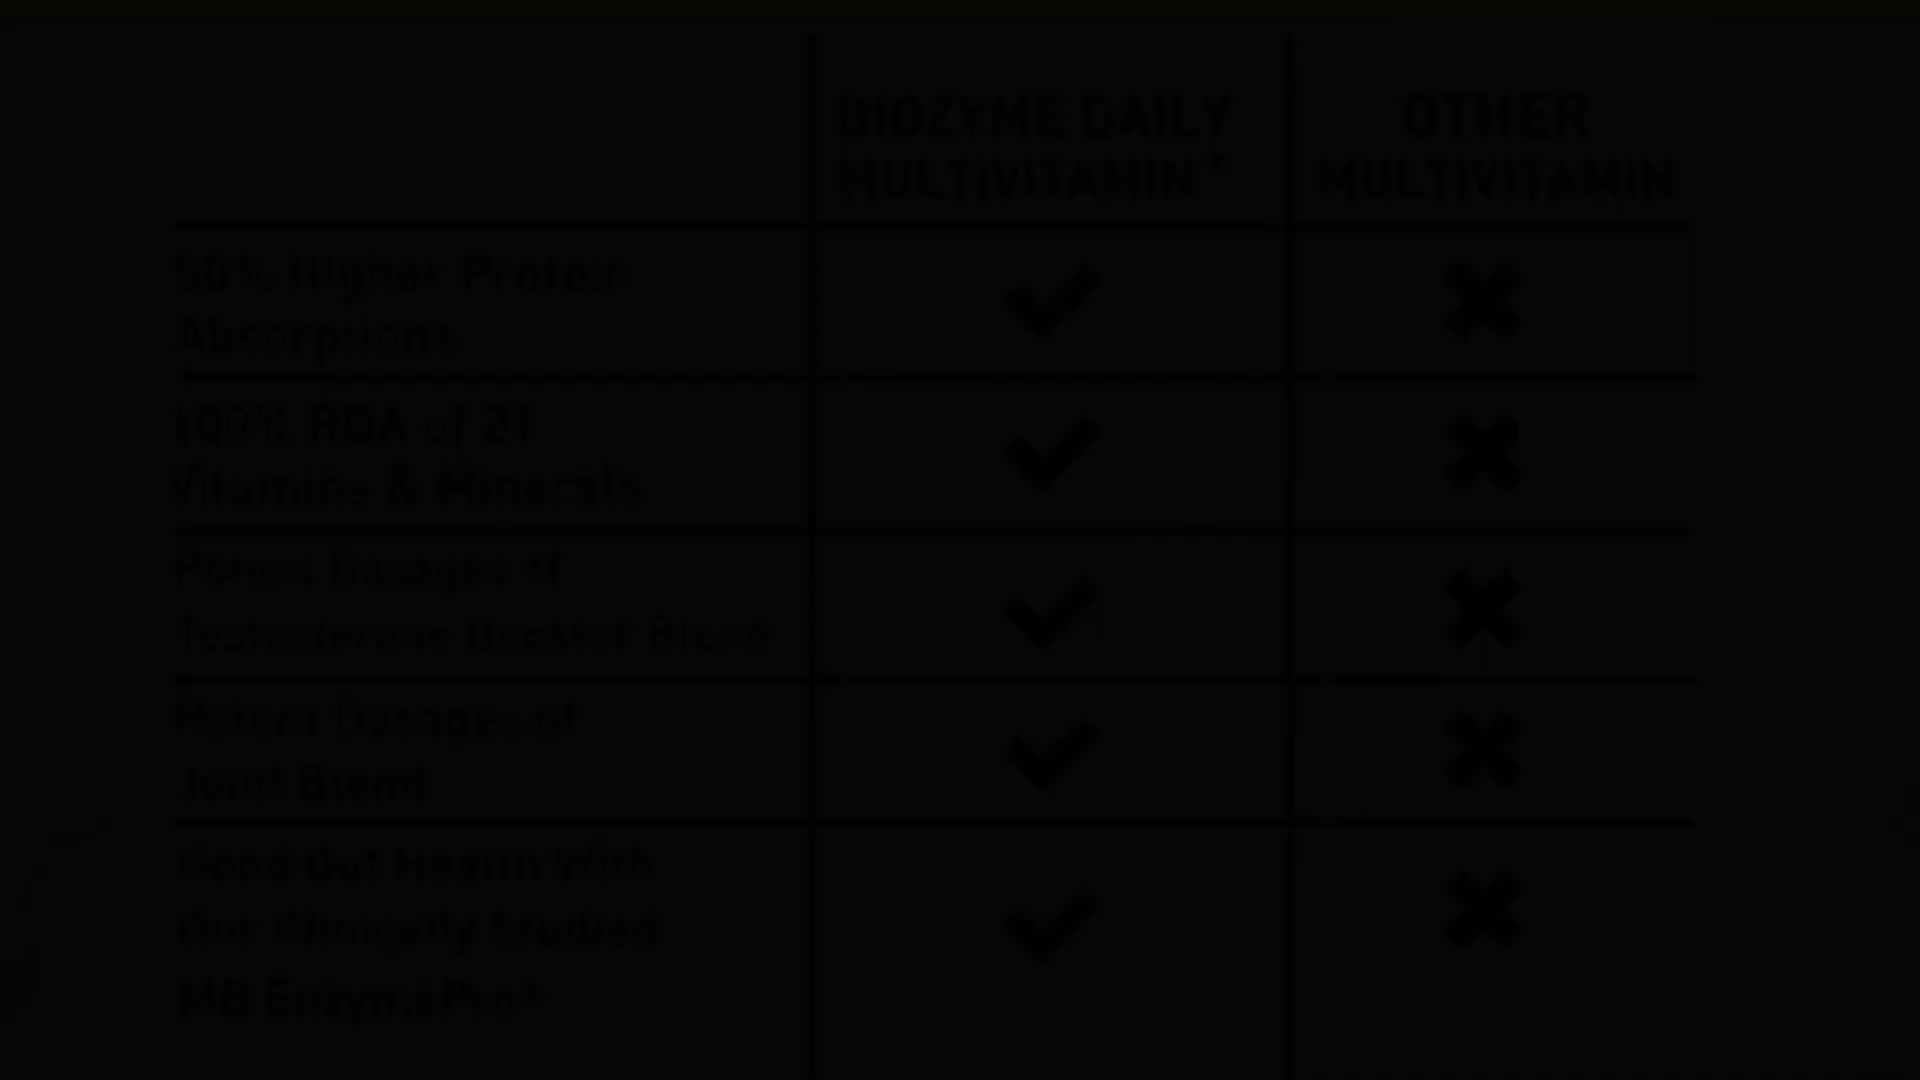 BIOZYME DAILY
MULTIVITAMIN*
OTHER
MULTIVITAMIN
50% Higher Protein
Absorptions
100% RDA of 21
Vitamins & Minerals
Potent Dosages of
Testosterone Booster Blend
Potent Dosages of
Joint Blend
Good Gut Health With
Our Clinically Studied
MB EnzymePro®